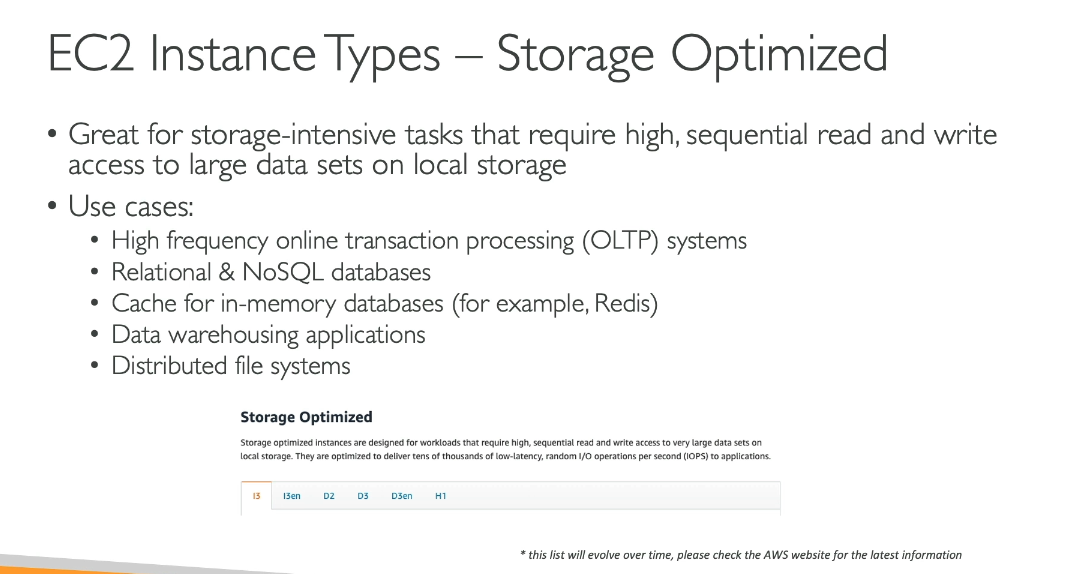 EC2 Instance Types – Storage Optimized
• Great for storage-intensive tasks that require high, sequential read and write
access to large data sets on local storage
• Use cases:
• High frequency online transaction processing (OLTP) systems
• Relational & NoSQL databases
• Cache for in-memory databases (for example, Redis)
• Data warehousing applications
• Distributed file systems
Storage Optimized
Storage optimized instances are designed for workloads that require high, sequential read and write access to very large data sets on
local storage. They are optimized to deliver tens of thousands of low-latency, random I/O operations per second (IOPS) to applications.
I3 I3en D2 D3 D3en H1
* this list will evolve over time, please check the AWS website for the latest information